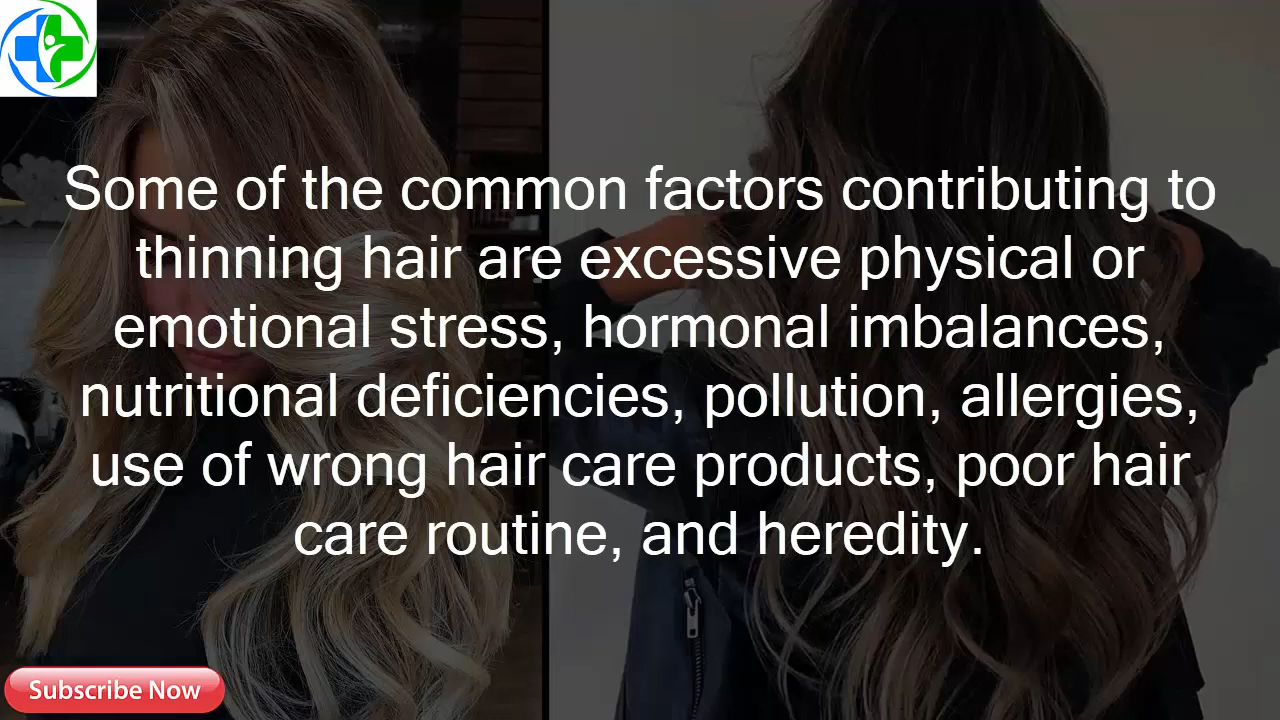 Some of the common factors contributing to
thinning hair are excessive physical or
emotional stress, hormonal imbalances,
nutritional deficiencies, pollution, allergies,
use of wrong hair care products, poor hair
care routine, and heredity.
Subscribe Now